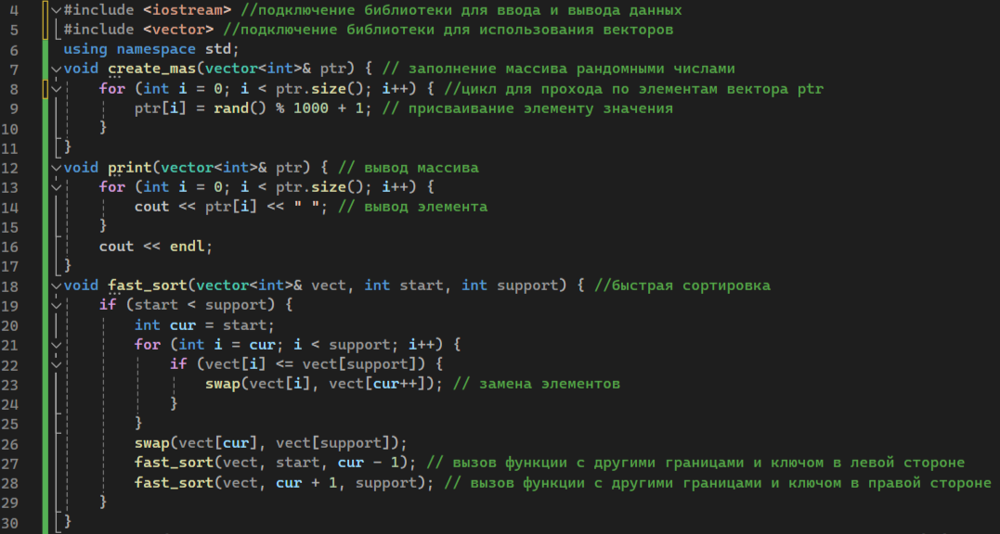 4 #include <iostream> //подключение библиотеки для ввода и вывода данных
5 #include <vector> //подключение библиотеки для использования векторов
6 using namespace std;
7 void create_mas(vector<int>& ptr) { // заполнение массива рандомными числами
8 for (int i = 0; i < ptr.size(); i++) { //цикл для прохода по элементам вектора ptr
9 ptr[i] = rand() % 1000 + 1; // присваивание элементу значения
10 }
11 }
12 void print(vector<int>& ptr) { // вывод массива
13 for (int i = 0; i < ptr.size(); i++) {
14 cout << ptr[i] << " "; // вывод элемента
15 }
16 cout << endl;
17 }
18 void fast_sort(vector<int>& vect, int start, int support) { //быстрая сортировка
19 if (start < support) {
20 int cur = start;
21 for (int i = cur; i < support; i++) {
22 if (vect[i] <= vect[support]) {
23 swap(vect[i], vect[cur++]); // замена элементов
24 }
25 }
26 swap(vect[cur], vect[support]);
27 fast_sort(vect, start, cur - 1); // вызов функции с другими границами и ключом в левой стороне
28 fast_sort(vect, cur + 1, support); // вызов функции с другими границами и ключом в правой стороне
29 }
30 }